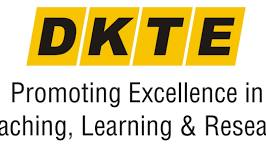 DKTE
Promoting Excellence in
aching, Learning & Resea